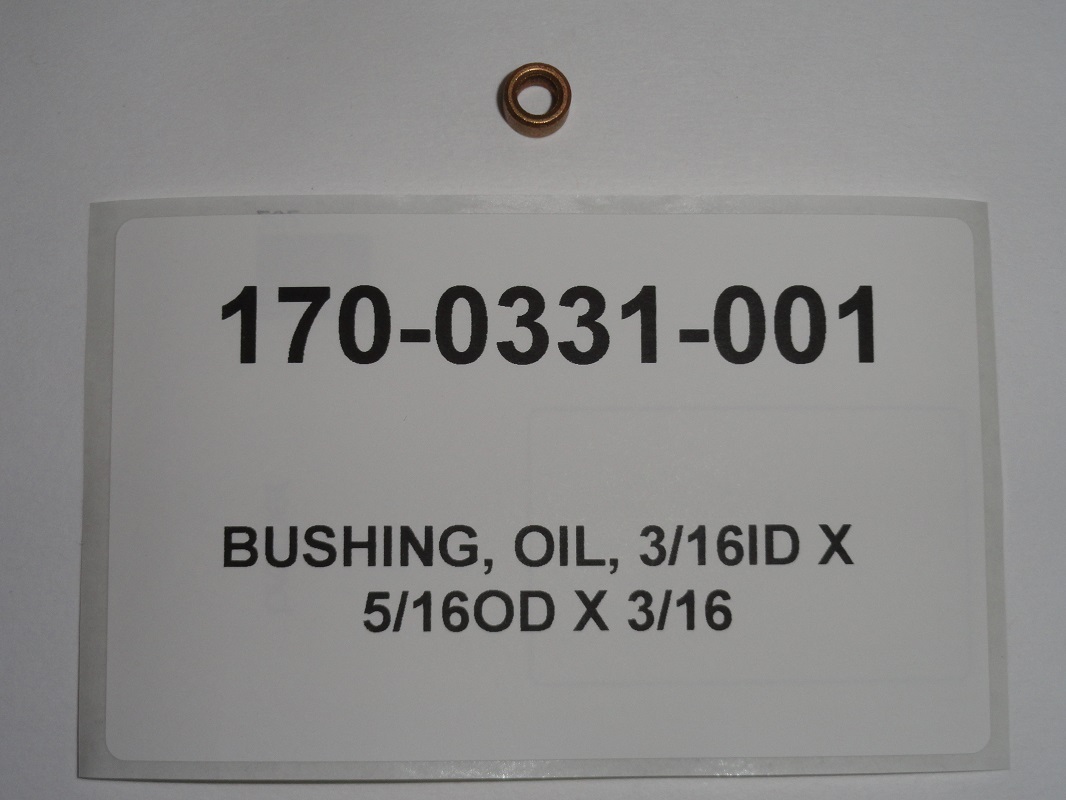 170-0331-001
BUSHING, OIL, 3/16ID X
5/16OD X 3/16